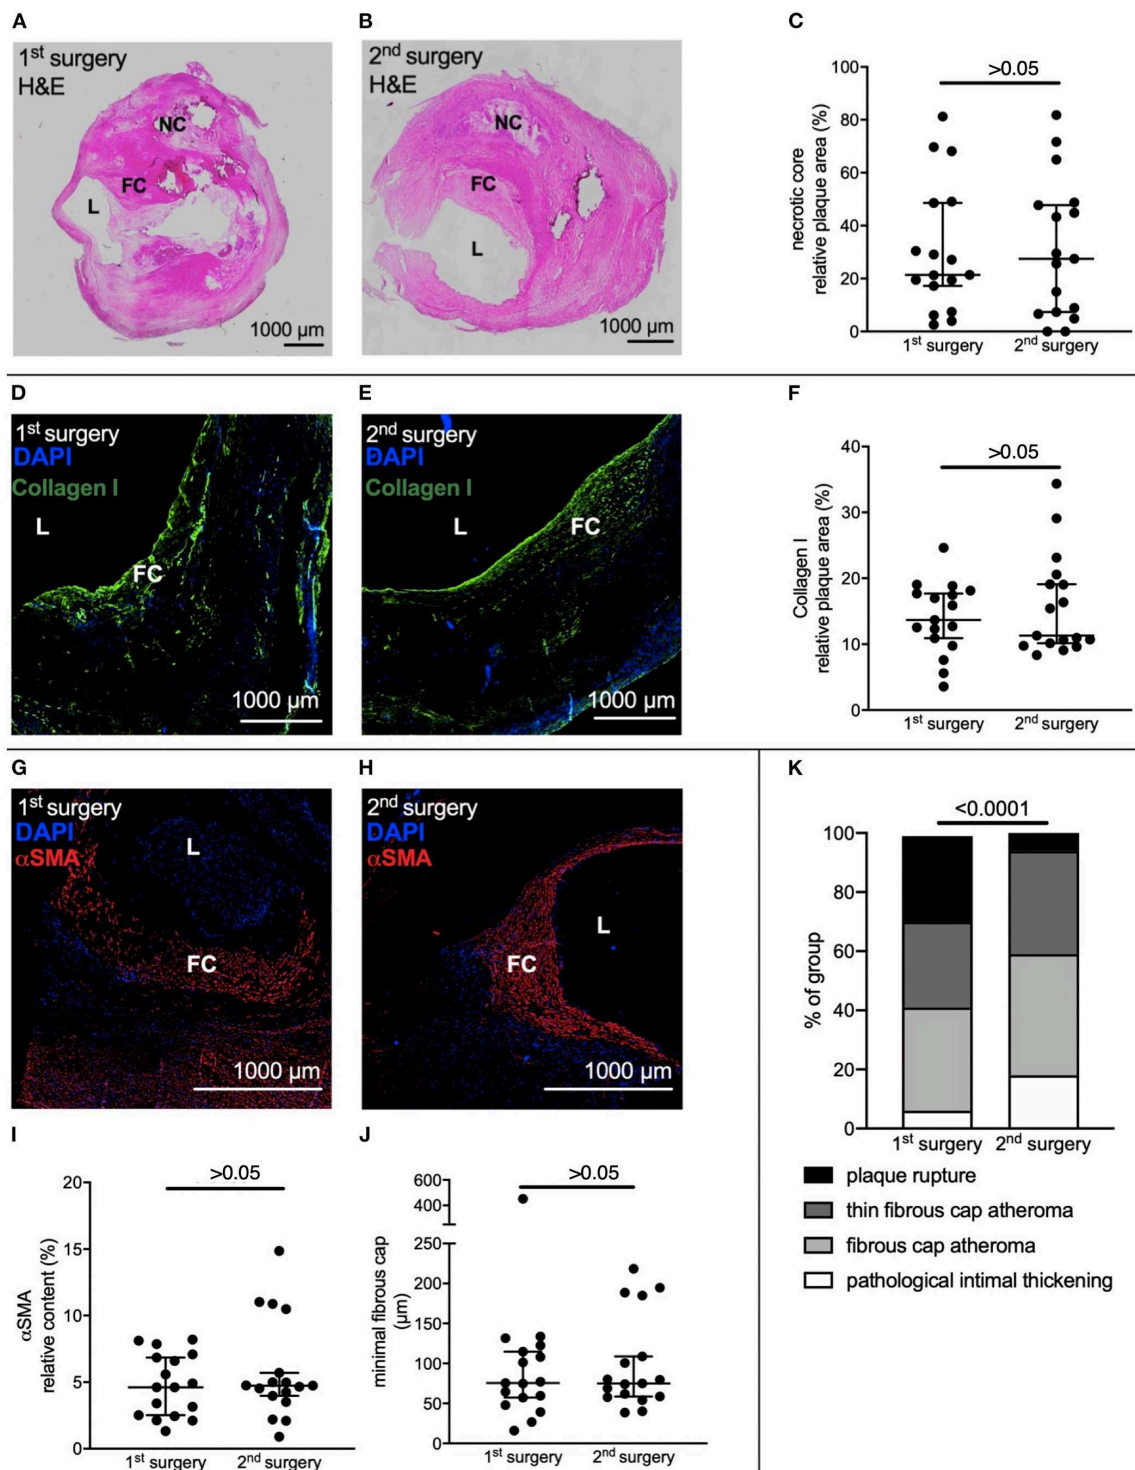 A
1st surgery
H&E
NC
FC
L
1000 µm
B
2nd surgery
H&E
NC
FC
L
1000 µm
C
>0.05
100
80
60
40
20
0
necrotic core
relative plaque area (%)
1st surgery
2nd surgery
D
1st surgery
DAPI
Collagen I
L
FC
1000 µm
E
2nd surgery
DAPI
Collagen I
L
FC
1000 µm
F
>0.05
40
30
20
10
0
Collagen I
relative plaque area (%)
1st surgery
2nd surgery
G
1st surgery
DAPI
αSMA
L
FC
1000 µm
H
2nd surgery
DAPI
αSMA
L
FC
1000 µm
I
>0.05
20
15
10
5
0
αSMA
relative content (%)
1st surgery
2nd surgery
J
>0.05
600
400
250
200
150
100
50
0
minimal fibrous cap
(µm)
1st surgery
2nd surgery
K
<0.0001
100
80
60
40
20
0
% of group
1st surgery
2nd surgery
plaque rupture
thin fibrous cap atheroma
fibrous cap atheroma
pathological intimal thickening